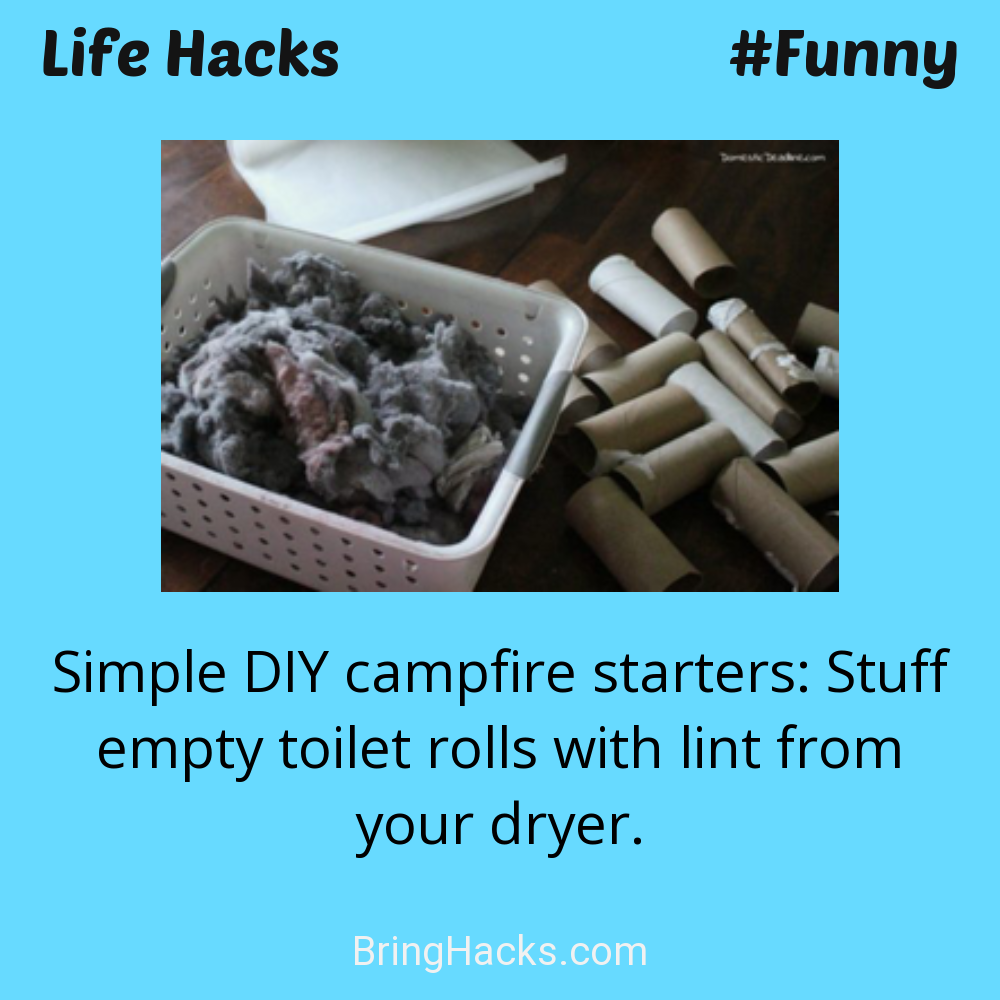 Life Hacks #Funny
DomesticDeadline.com
Simple DIY campfire starters: Stuff
empty toilet rolls with lint from
your dryer.
BringHacks.com